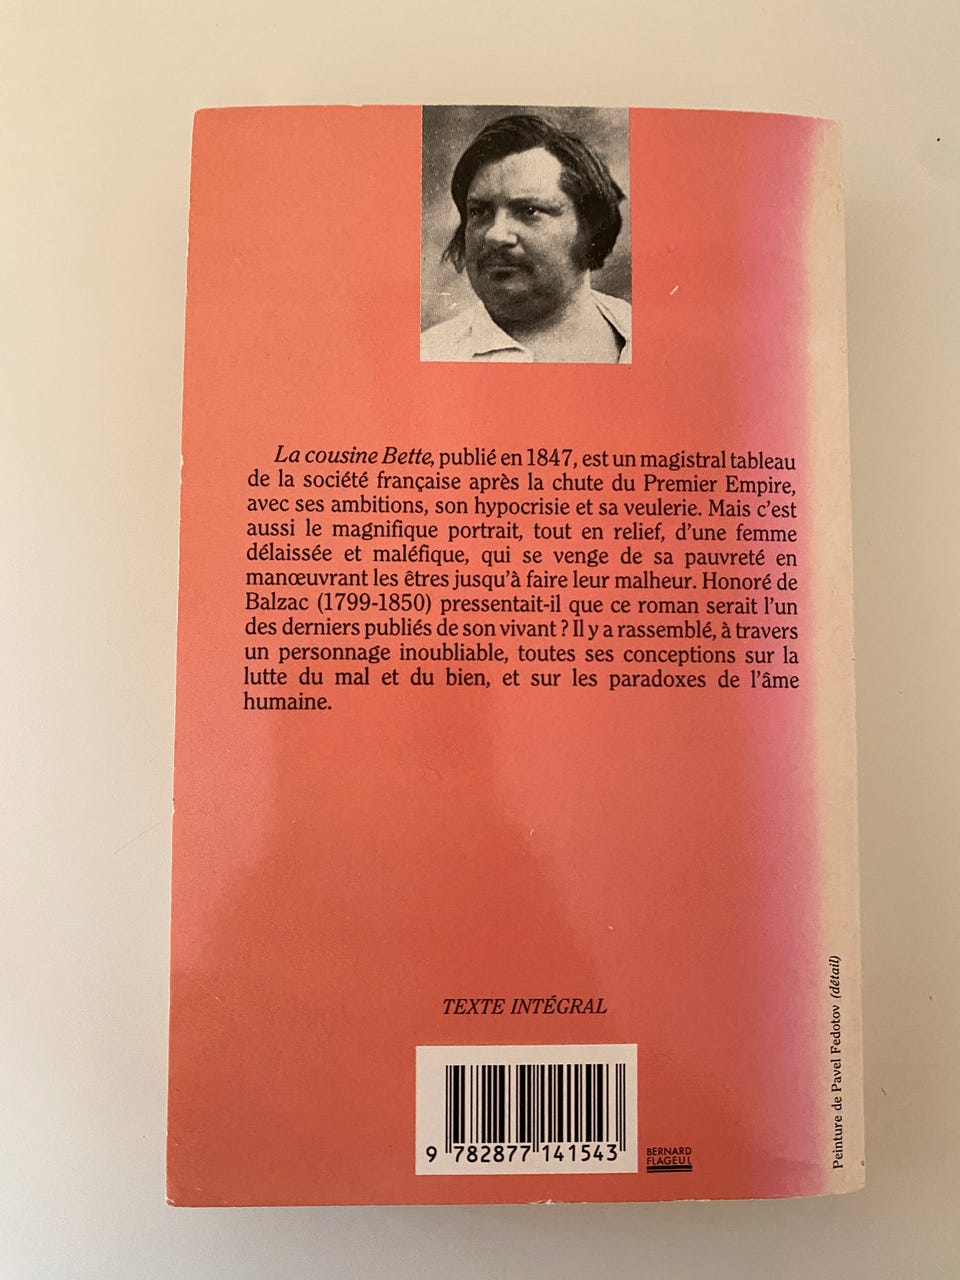 La cousine Bette, publié en 1847, est un magistral tableau
de la société française après la chute du Premier Empire,
avec ses ambitions, son hypocrisie et sa veulerie. Mais c'est
aussi le magnifique portrait, tout en relief, d'une femme
délaissée et maléfique, qui se venge de sa pauvreté en
manœuvrant les êtres jusqu'à faire leur malheur. Honoré de
Balzac (1799-1850) pressentait-il que ce roman serait l'un
des derniers publiés de son vivant ? Il y a rassemblé, à travers
un personnage inoubliable, toutes ses conceptions sur la
lutte du mal et du bien, et sur les paradoxes de l'âme
humaine.
TEXTE INTÉGRAL
9 782877 141543
BERNARD
FLAGEUL
Peinture de Pavel Fedotov (détail)